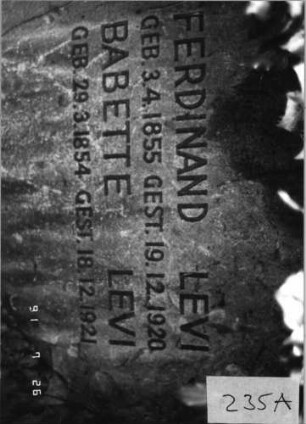 FERDINAND LEVI
GEB. 3.4.1855 GEST. 19.12.1920
BABETTE LEVI
GEB. 29.3.1854 GEST. 18.12.1921
91 7 26
235A